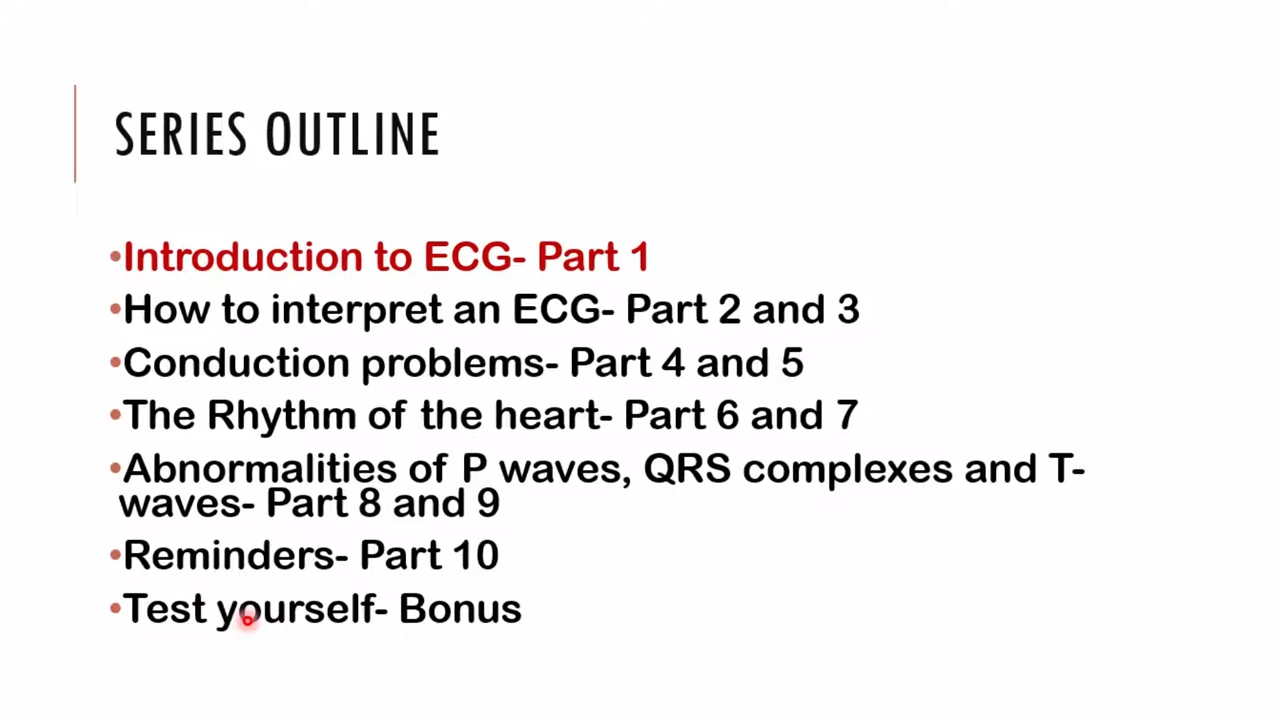 SERIES OUTLINE
•Introduction to ECG- Part 1
•How to interpret an ECG- Part 2 and 3
•Conduction problems- Part 4 and 5
•The Rhythm of the heart- Part 6 and 7
•Abnormalities of P waves, QRS complexes and T-
waves- Part 8 and 9
•Reminders- Part 10
•Test yourself- Bonus